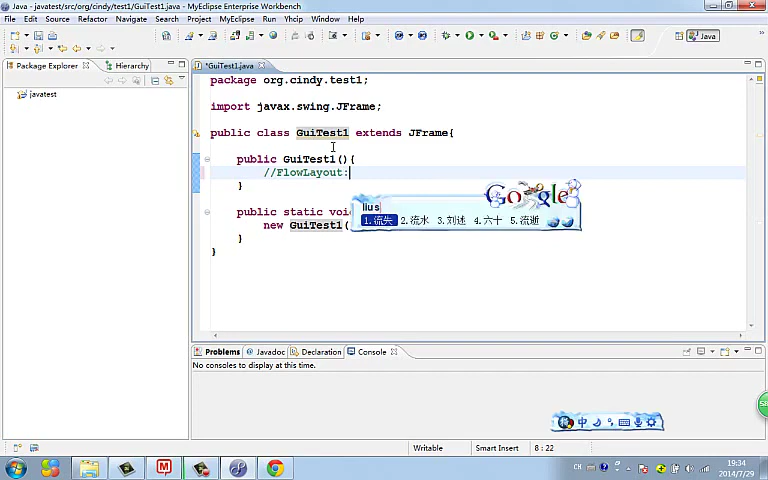 Java - javatest/src/org/cindy/test1/GuiTest1.java - MyEclipse Enterprise Workbench
File Edit Source Refactor Navigate Search Project MyEclipse Run Yhcip Window Help
Java
Package Explorer Hierarchy
javatest
*GuiTest1.java
package org.cindy.test1;
import javax.swing.JFrame;
public class GuiTest1 extends JFrame{
public GuiTest1(){
//FlowLayout:
}
public static voi
new GuiTest1(
}
}
Google
lius
1.流失 2.流水 3.刘述 4.六十 5.流逝
Problems Javadoc Declaration Console
No consoles to display at this time.
中
Writable Smart Insert 8 : 22
CH
19:34
2014/7/29